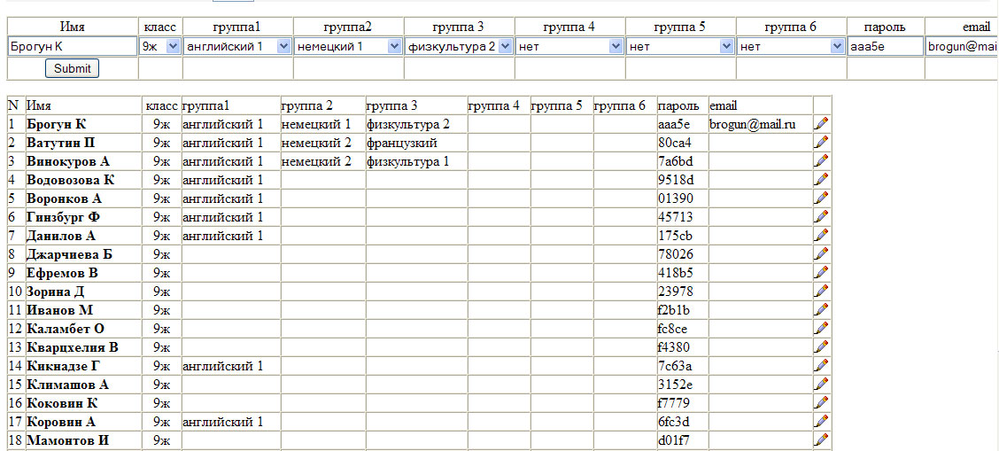 Имя класс группа1 группа2 группа 3 группа 4 группа 5 группа 6 пароль email
Брогун К 9ж английский 1 немецкий 1 физкультура 2 нет нет нет aaa5e brogun@mai
Submit
N Имя класс группа1 группа 2 группа 3 группа 4 группа 5 группа 6 пароль email
1 Брогун К 9ж английский 1 немецкий 1 физкультура 2 aaa5e brogun@mail.ru
2 Ватутин П 9ж английский 1 немецкий 2 французкий 80ca4
3 Винокуров А 9ж английский 1 немецкий 2 физкультура 1 7a6bd
4 Водовозова К 9ж английский 1 9518d
5 Воронков А 9ж английский 1 01390
6 Гинзбург Ф 9ж английский 1 45713
7 Данилов А 9ж английский 1 175cb
8 Джарчиева Б 9ж 78026
9 Ефремов В 9ж 418b5
10 Зорина Д 9ж 23978
11 Иванов М 9ж f2b1b
12 Каламбет О 9ж fc8ce
13 Кварцхелия В 9ж f4380
14 Кикнадзе Г 9ж английский 1 7c63a
15 Климашов А 9ж 3152e
16 Коковин К 9ж f7779
17 Коровин А 9ж английский 1 6fc3d
18 Мамонтов И 9ж d01f7